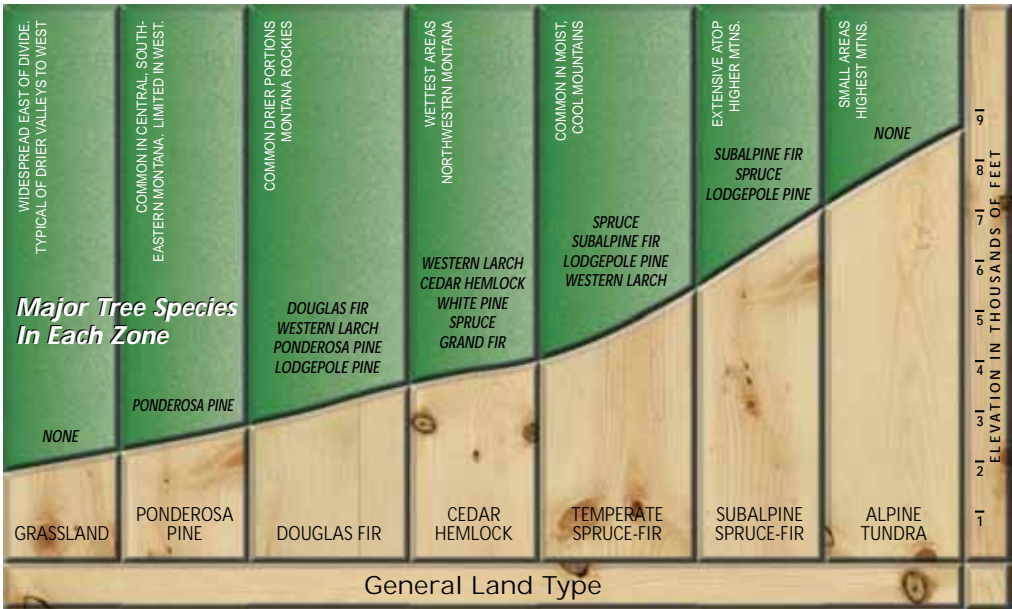 WIDESPREAD EAST OF DIVIDE.
TYPICAL OF DRIER VALLEYS TO WEST
COMMON IN CENTRAL, SOUTH-
EASTERN MONTANA. LIMITED IN WEST.
COMMON DRIER PORTIONS
MONTANA ROCKIES
WETTEST AREAS
NORTHWESTRN MONTANA
COMMON IN MOIST,
COOL MOUNTAINS
EXTENSIVE ATOP
HIGHER MTNS.
SMALL AREAS
HIGHEST MTNS.
Major Tree Species
In Each Zone
NONE
PONDEROSA PINE
DOUGLAS FIR
WESTERN LARCH
PONDEROSA PINE
LODGEPOLE PINE
WESTERN LARCH
CEDAR HEMLOCK
WHITE PINE
SPRUCE
GRAND FIR
SPRUCE
SUBALPINE FIR
LODGEPOLE PINE
WESTERN LARCH
SUBALPINE FIR
SPRUCE
LODGEPOLE PINE
NONE
9
8
7
6
5
4
3
2
1
ELEVATION IN THOUSANDS OF FEET
GRASSLAND
PONDEROSA
PINE
DOUGLAS FIR
CEDAR
HEMLOCK
TEMPERATE
SPRUCE-FIR
SUBALPINE
SPRUCE-FIR
ALPINE
TUNDRA
General Land Type